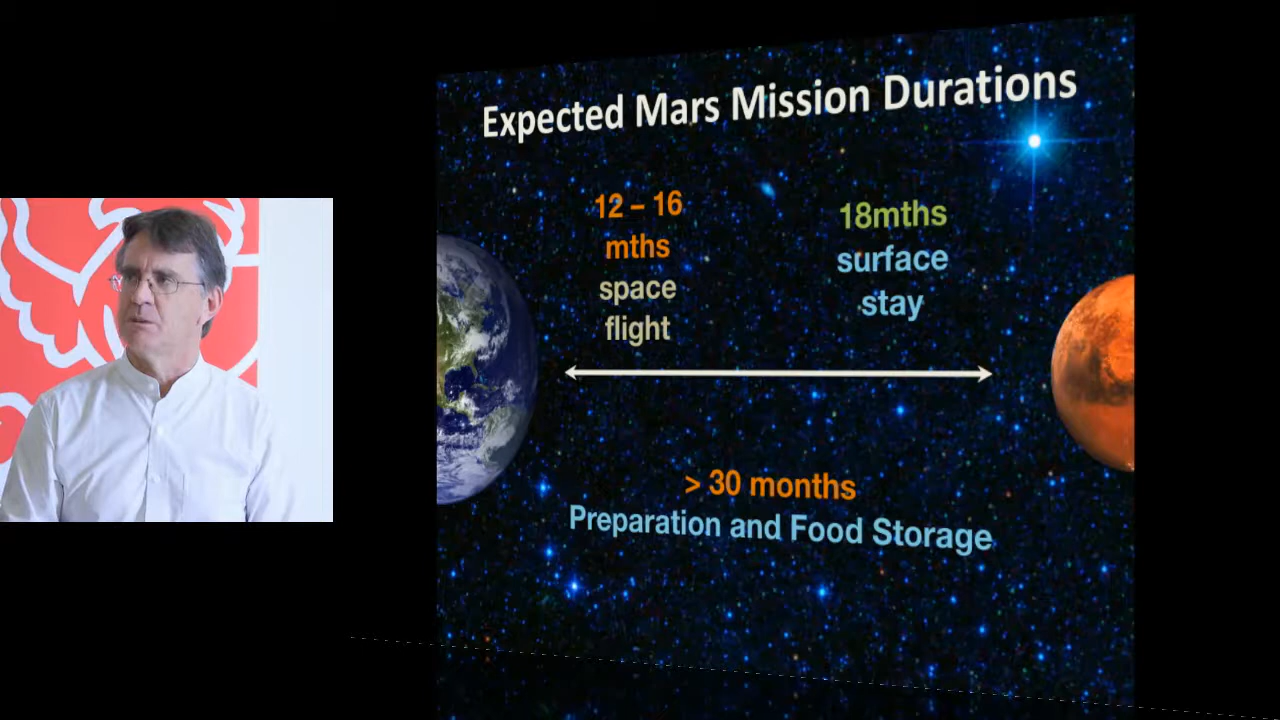 Expected Mars Mission Durations
12 – 16
mths
space
flight
18mths
surface
stay
> 30 months
Preparation and Food Storage